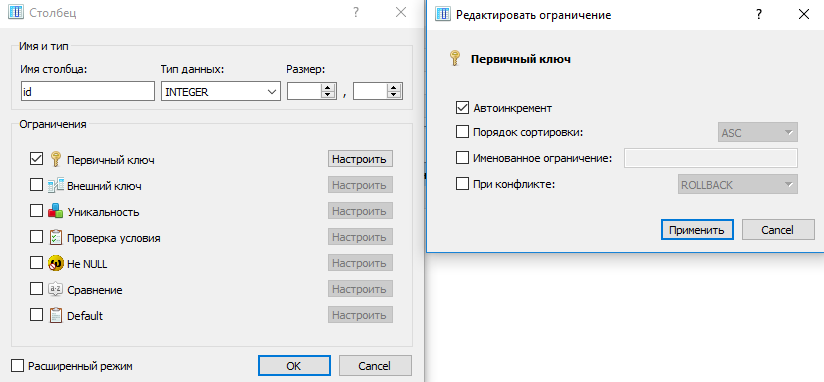 Столбец
Имя и тип
Имя столбца: Тип данных: Размер:
id INTEGER ,
Ограничения
Первичный ключ Настроить
Внешний ключ Настроить
Уникальность Настроить
Проверка условия Настроить
Не NULL Настроить
Сравнение Настроить
Default Настроить
Расширенный режим OK Cancel
Редактировать ограничение
Первичный ключ
Автоинкремент
Порядок сортировки: ASC
Именованное ограничение:
При конфликте: ROLLBACK
Применить Cancel